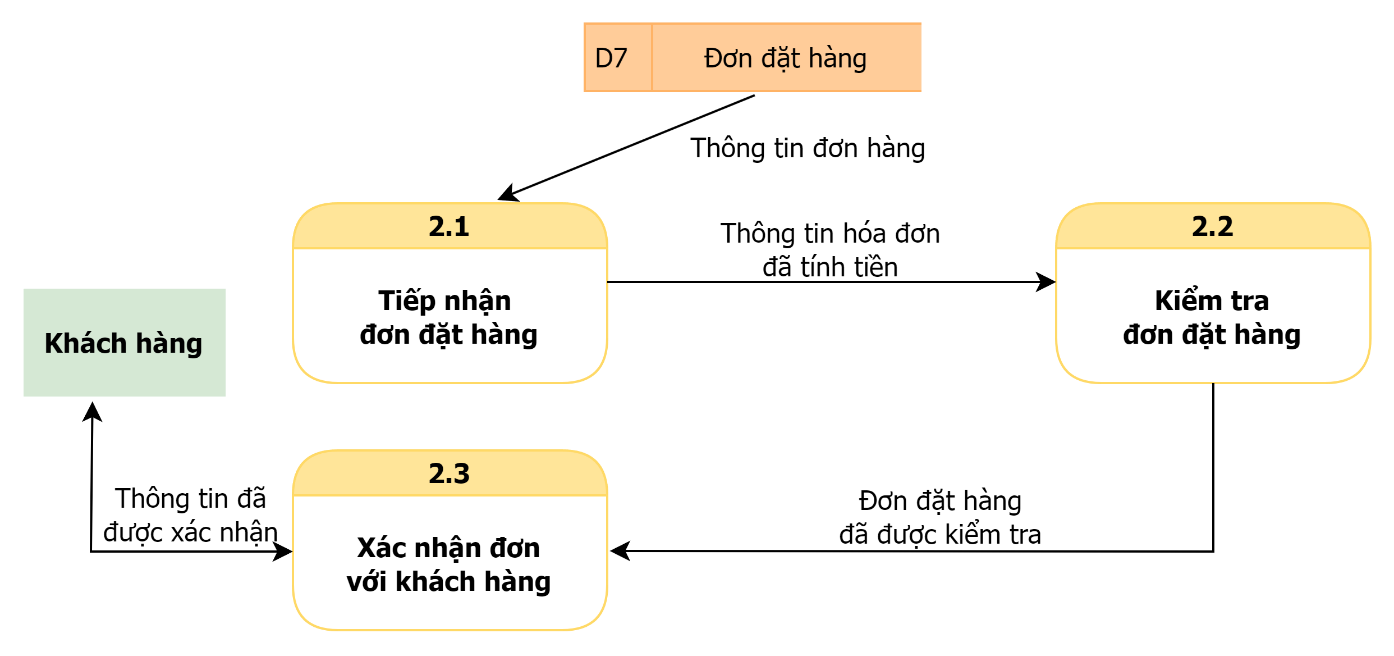 D7 Đơn đặt hàng
Thông tin đơn hàng
2.1
Tiếp nhận
đơn đặt hàng
Thông tin hóa đơn
đã tính tiền
2.2
Kiểm tra
đơn đặt hàng
Khách hàng
Thông tin đã
được xác nhận
2.3
Xác nhận đơn
với khách hàng
Đơn đặt hàng
đã được kiểm tra